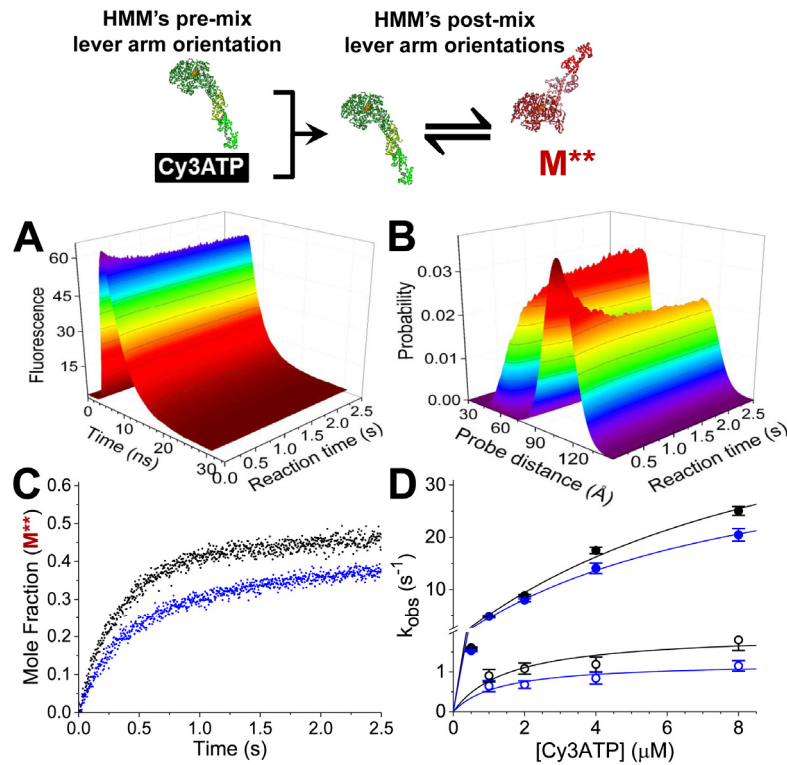 HMM's pre-mix
lever arm orientation
HMM's post-mix
lever arm orientations
Cy3ATP
M**
A
Fluorescence
60
45
30
15
0
10
20
30
Time (ns)
0.0
0.5
1.0
1.5
2.0
2.5
Reaction time (s)
B
Probability
0.03
0.02
0.01
0.00
30
60
90
120
Probe distance (Å)
0.5
1.0
1.5
2.0
2.5
Reaction time (s)
C
Mole Fraction (M**)
0.6
0.5
0.4
0.3
0.2
0.1
0.0
0.0 0.5 1.0 1.5 2.0 2.5
Time (s)
D
kobs (s-1)
30
20
10
1
0
0 2 4 6 8
[Cy3ATP] (μM)